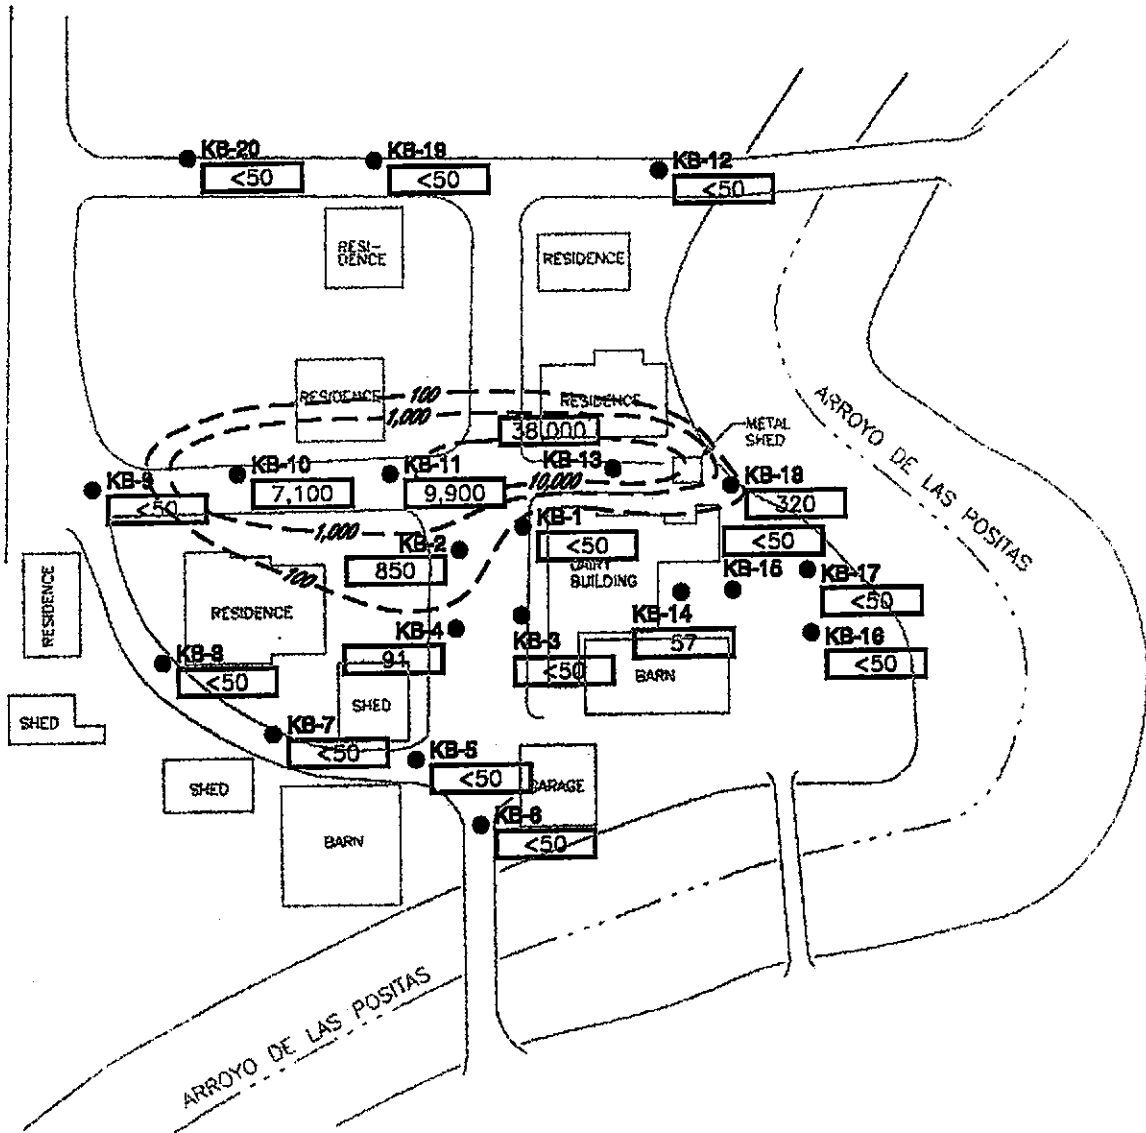 KB-20
<50
KB-19
<50
KB-12
<50
RESI-
DENCE
RESIDENCE
RESIDENCE
100
1,000
RESIDENCE
38,000
METAL
SHED
ARROYO DE LAS POSITAS
KB-9
<50
KB-10
7,100
KB-11
9,900
KB-13
10,000
KB-18
320
KB-1
<50
1,000
KB-2
850
100
<50
KB-15
KB-17
<50
DAIRY
BUILDING
RESIDENCE
RESIDENCE
KB-4
91
KB-3
<50
KB-14
57
BARN
KB-16
<50
KB-8
<50
SHED
SHED
KB-7
<50
KB-5
<50
GARAGE
SHED
BARN
KB-6
<50
ARROYO DE LAS POSITAS